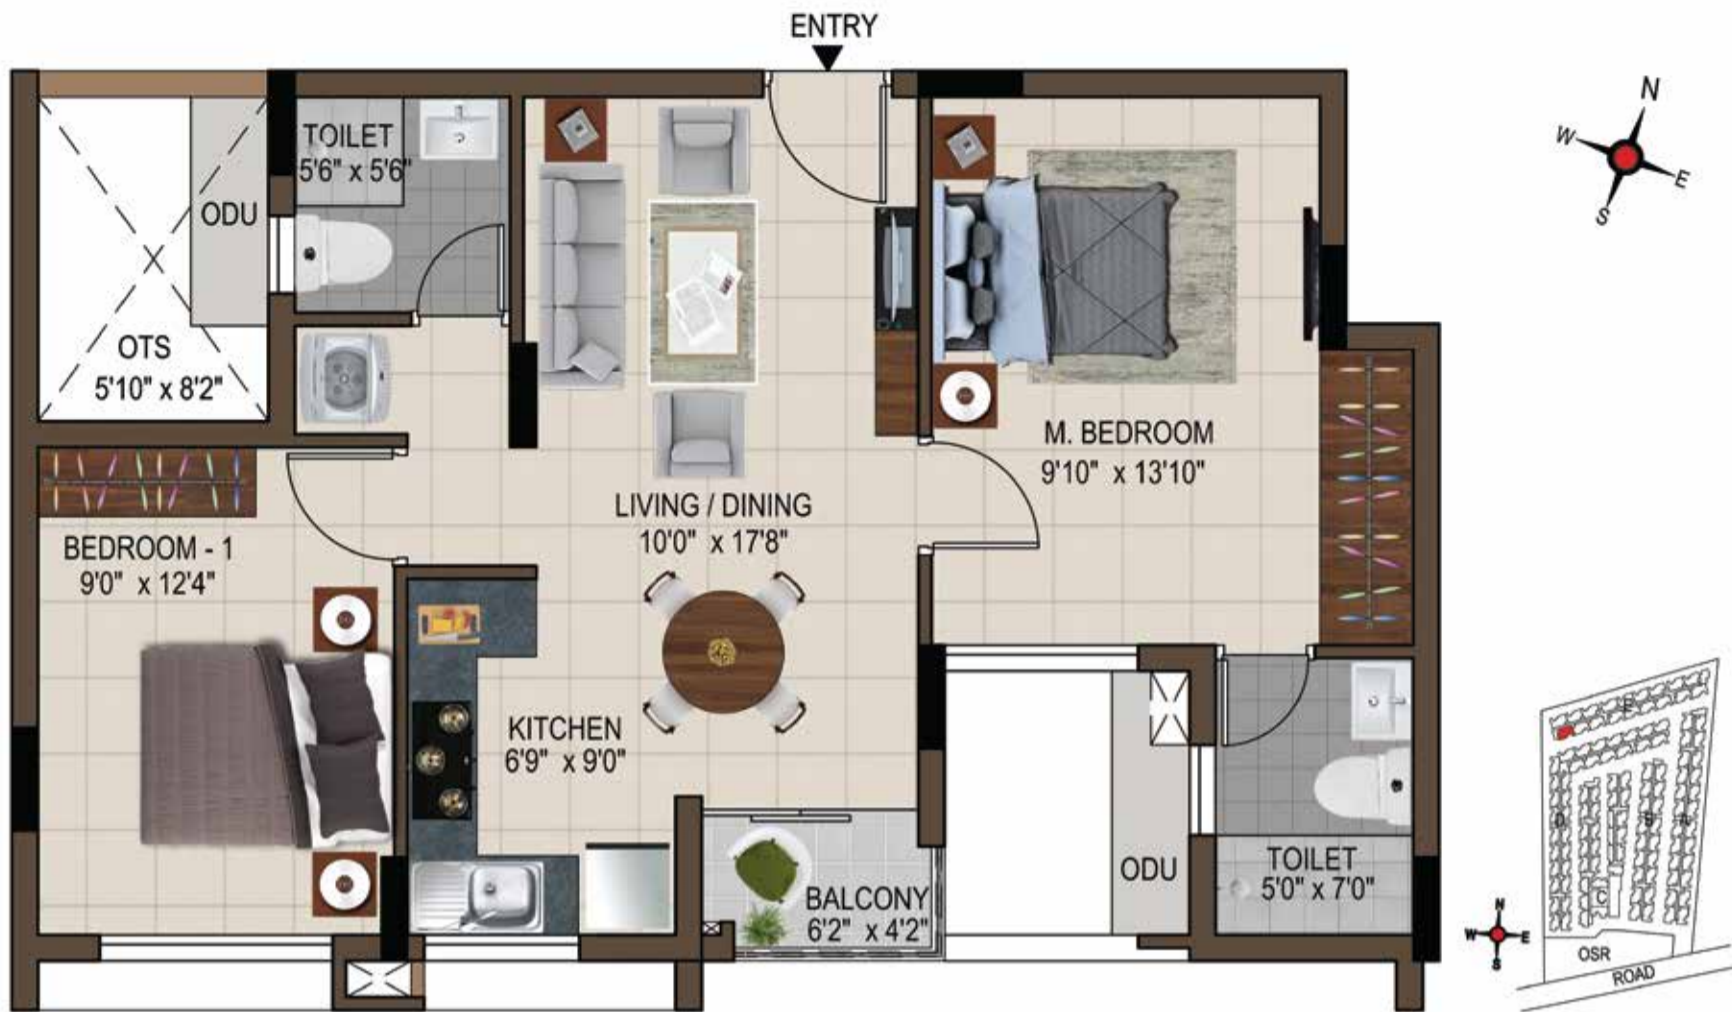 ENTRY
N
W
E
S
TOILET
5'6" x 5'6"
ODU
OTS
5'10" x 8'2"
M. BEDROOM
9'10" x 13'10"
LIVING / DINING
10'0" x 17'8"
BEDROOM - 1
9'0" x 12'4"
KITCHEN
6'9" x 9'0"
BALCONY
6'2" x 4'2"
ODU
TOILET
5'0" x 7'0"
E
D
B
A
C
OSR
ROAD
N
W
E
S